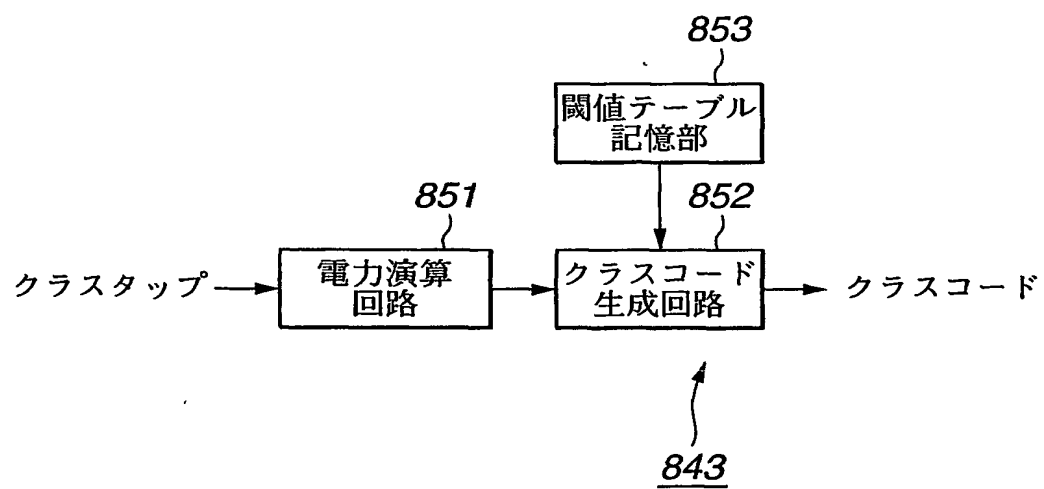 853
閾値テーブル
記憶部
851
852
クラスタップ
電力演算
回路
クラスコード
生成回路
クラスコード
843